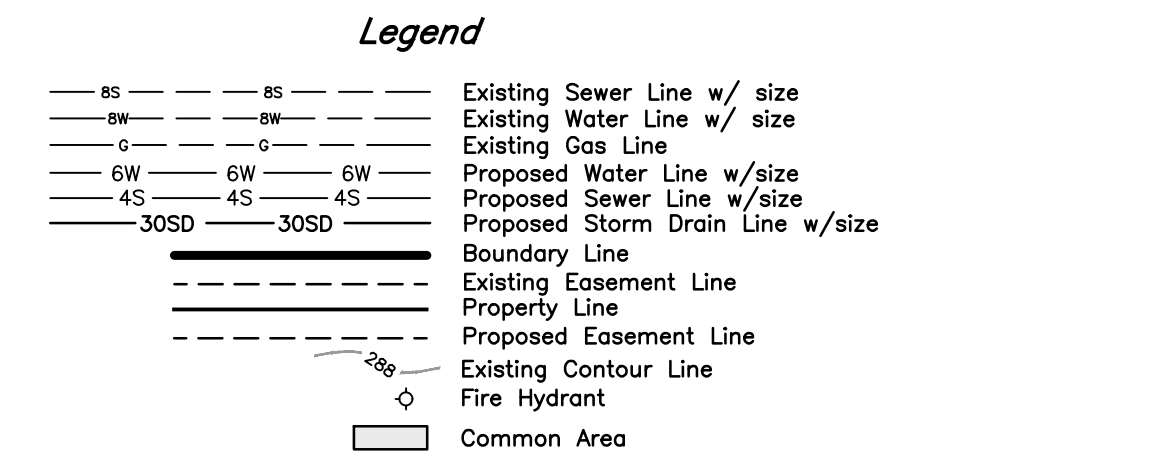 Legend
8S 8S Existing Sewer Line w/ size
8W 8W Existing Water Line w/ size
G G Existing Gas Line
6W 6W 6W Proposed Water Line w/size
4S 4S 4S Proposed Sewer Line w/size
30SD 30SD Proposed Storm Drain Line w/size
Boundary Line
Existing Easement Line
Property Line
Proposed Easement Line
288 Existing Contour Line
Fire Hydrant
Common Area